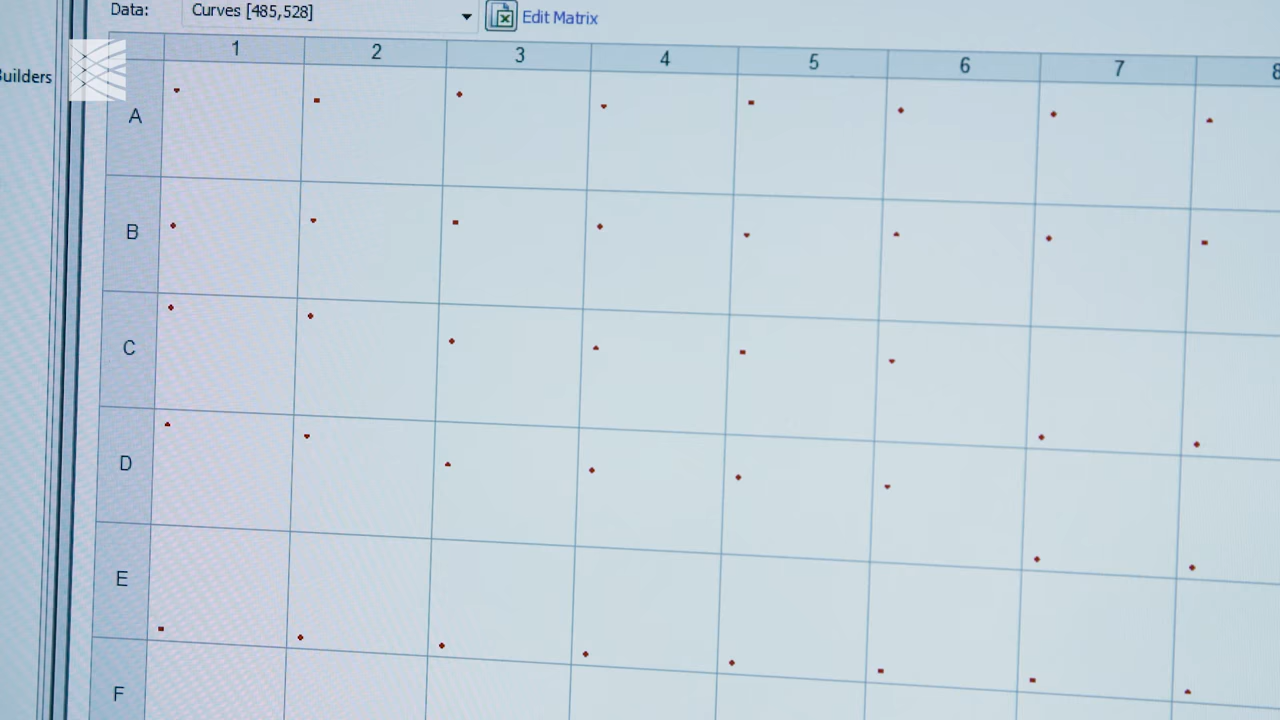 Data: Curves [485,528] Edit Matrix
Builders
1 2 3 4 5 6 7 8
A
B
C
D
E
F